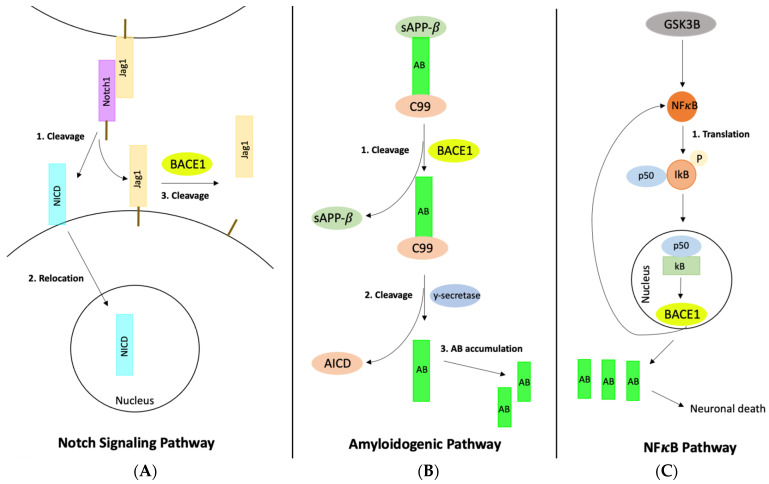 Notch1
Jag1
1. Cleavage
NICD
Jag1
BACE1
3. Cleavage
Jag1
2. Relocation
NICD
Nucleus
Notch Signaling Pathway
(A)
sAPP-β
AB
C99
1. Cleavage
BACE1
sAPP-β
AB
C99
2. Cleavage
γ-secretase
AICD
AB
3. AB accumulation
AB
AB
Amyloidogenic Pathway
(B)
GSK3B
NFκB
1. Translation
P
p50
IkB
p50
kB
Nucleus
BACE1
AB
AB
AB
Neuronal death
NFκB Pathway
(C)